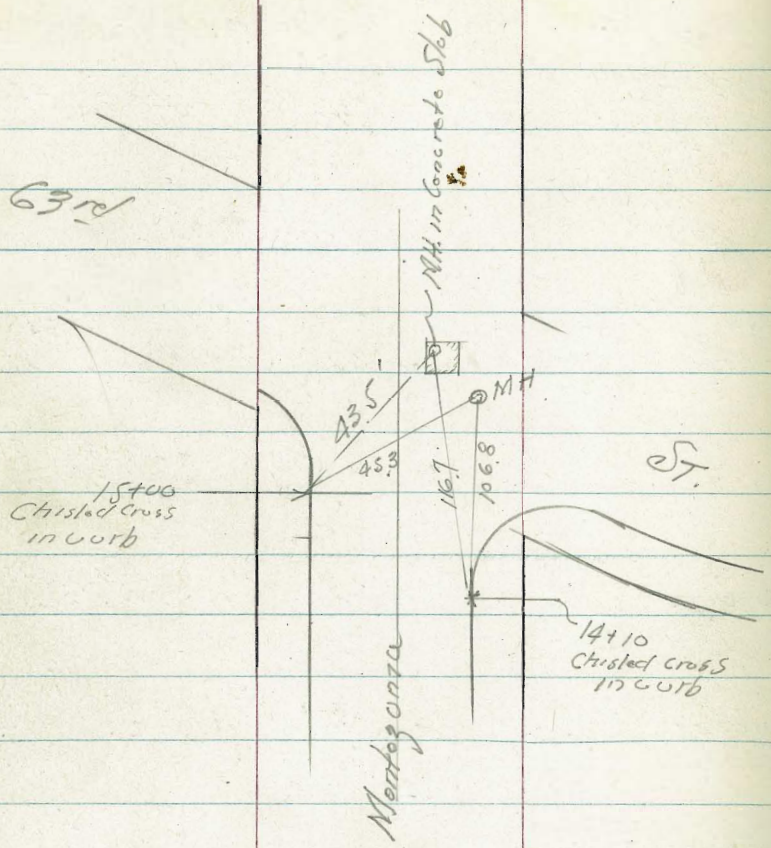 MH. in Concrete Slab
63rd
43.5'
MH
45.3
116.7
106.8
St.
15+00
Chisled Cross
in curb
14+10
Chisled Cross
in curb